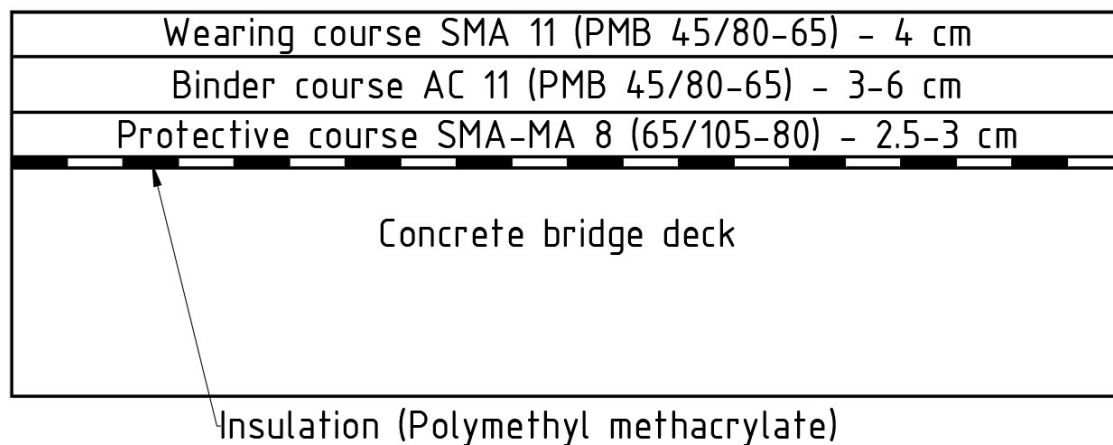 Wearing course SMA 11 (PMB 45/80-65) - 4 cm
Binder course AC 11 (PMB 45/80-65) - 3-6 cm
Protective course SMA-MA 8 (65/105-80) - 2.5-3 cm
Concrete bridge deck
Insulation (Polymethyl methacrylate)